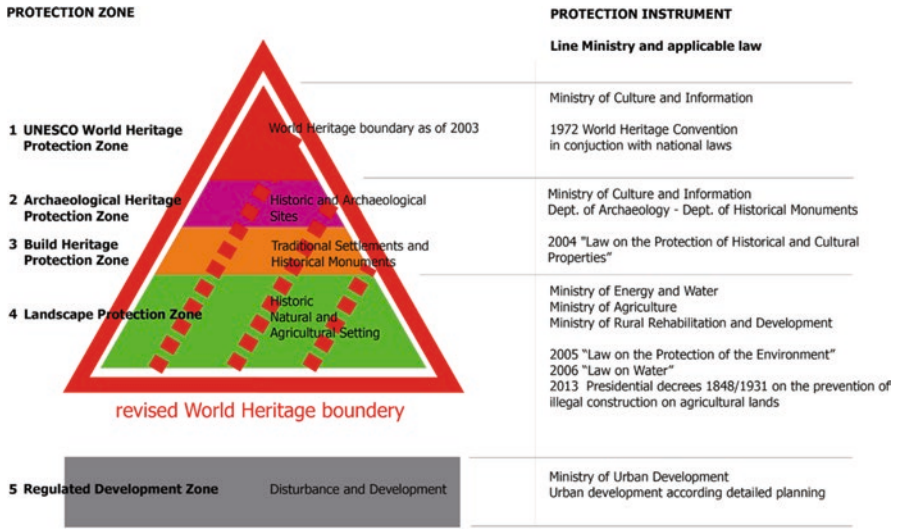 PROTECTION ZONE
PROTECTION INSTRUMENT
Line Ministry and applicable law
1 UNESCO World Heritage
Protection Zone
World Heritage boundary as of 2003
Ministry of Culture and Information
1972 World Heritage Convention
in conjuction with national laws
2 Archaeological Heritage
Protection Zone
Historic and Archaeological
Sites
Ministry of Culture and Information
Dept. of Archaeology - Dept. of Historical Monuments
3 Build Heritage
Protection Zone
Traditional Settlements and
Historical Monuments
2004 "Law on the Protection of Historical and Cultural
Properties”
4 Landscape Protection Zone
Historic
Natural and
Agricultural Setting
Ministry of Energy and Water
Ministry of Agriculture
Ministry of Rural Rehabilitation and Development
2005 “Law on the Protection of the Environment”
2006 “Law on Water”
2013 Presidential decrees 1848/1931 on the prevention of
illegal construction on agricultural lands
revised World Heritage boundery
5 Regulated Development Zone
Disturbance and Development
Ministry of Urban Development
Urban development according detailed planning